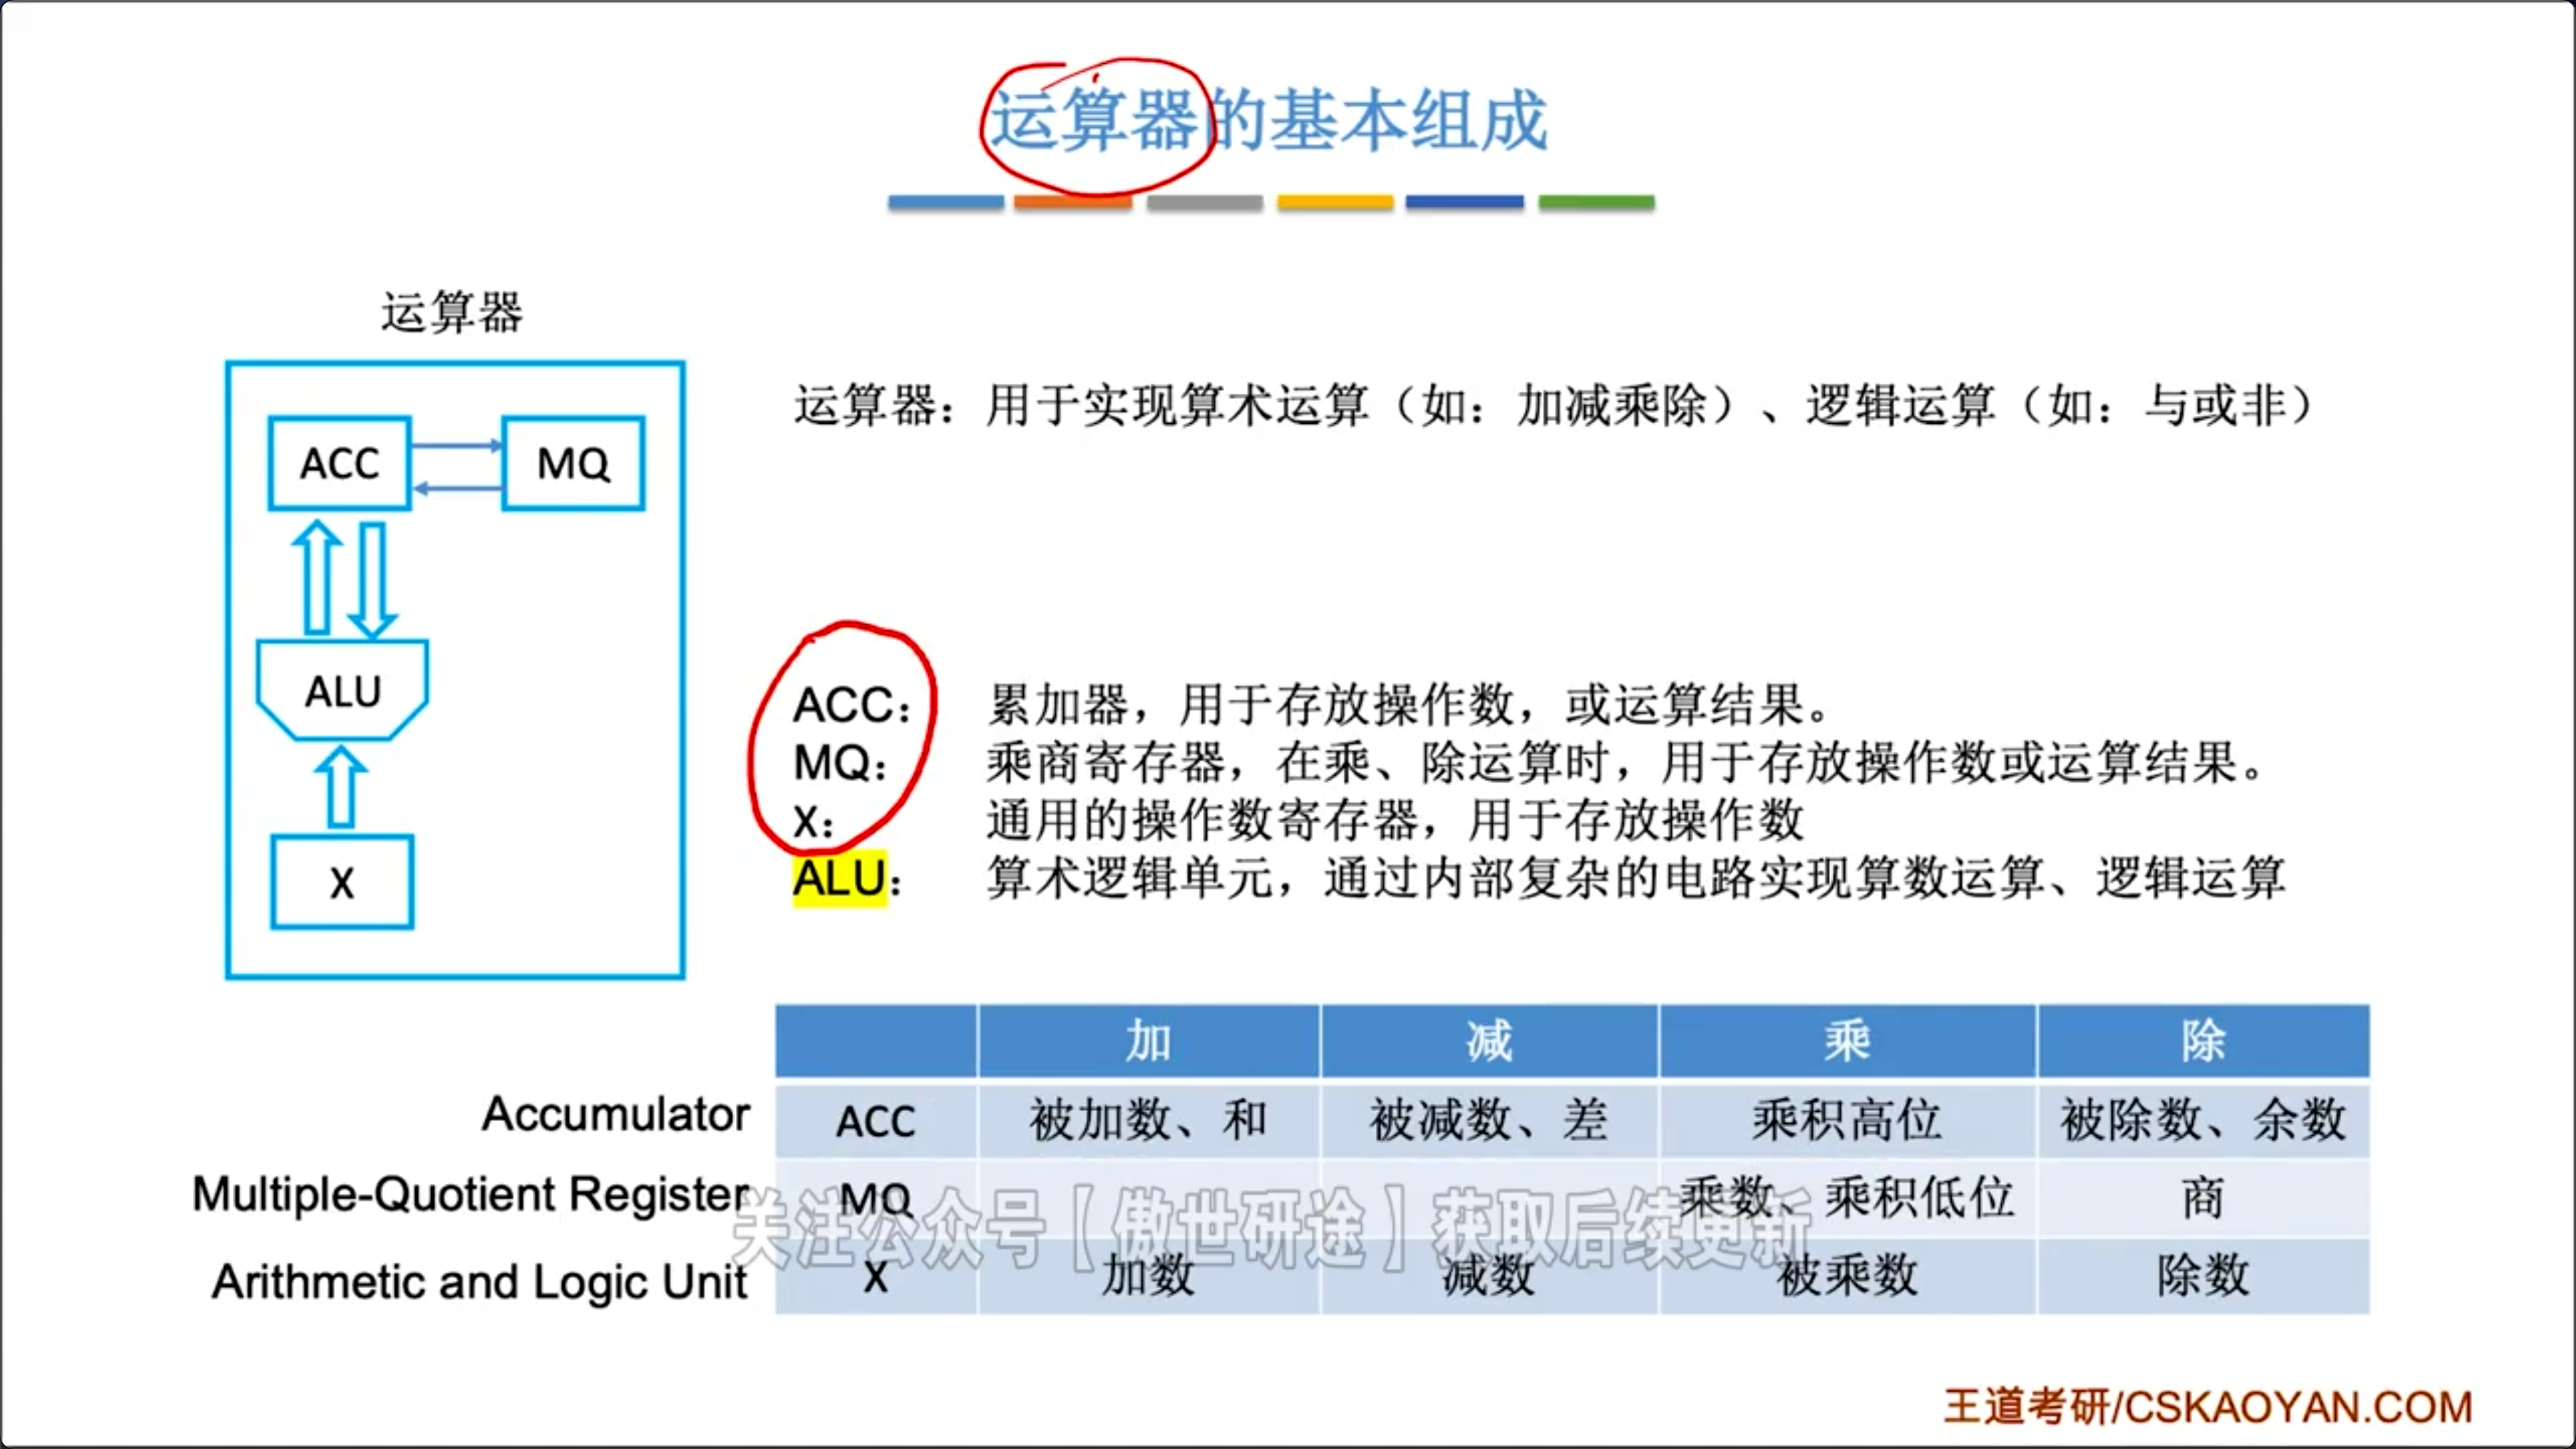 运算器的基本组成
运算器
ACC
MQ
ALU
X
运算器：用于实现算术运算（如：加减乘除）、逻辑运算（如：与或非）
ACC： 累加器，用于存放操作数，或运算结果。
MQ： 乘商寄存器，在乘、除运算时，用于存放操作数或运算结果。
X： 通用的操作数寄存器，用于存放操作数
ALU： 算术逻辑单元，通过内部复杂的电路实现算数运算、逻辑运算
加 减 乘 除
Accumulator ACC 被加数、和 被减数、差 乘积高位 被除数、余数
Multiple-Quotient Register MQ 乘数、乘积低位 商
关注公众号【傲世研途】获取后续更新
Arithmetic and Logic Unit X 加数 减数 被乘数 除数
王道考研/CSKAOYAN.COM